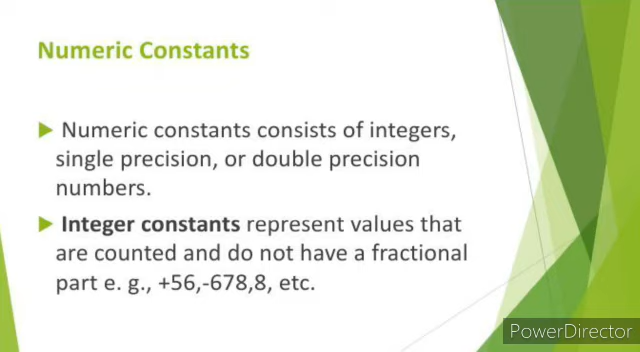 Numeric Constants
Numeric constants consists of integers,
single precision, or double precision
numbers.
Integer constants represent values that
are counted and do not have a fractional
part e. g., +56,-678,8, etc.
PowerDirector